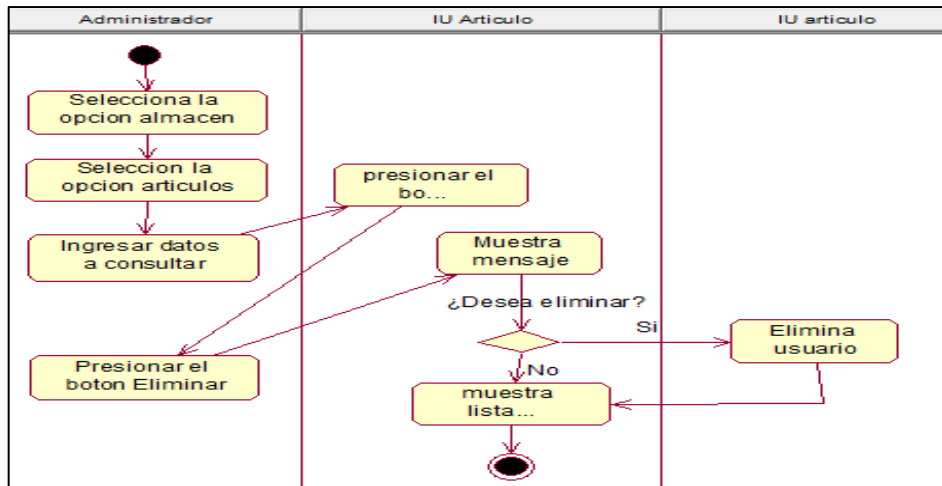 Administrador
IU Articulo
IU articulo
Selecciona la
opcion almacen
Seleccion la
opcion articulos
presionar el
bo...
Ingresar datos
a consultar
Muestra
mensaje
¿Desea eliminar?
Si
Elimina
usuario
Presionar el
boton Eliminar
No
muestra
lista...